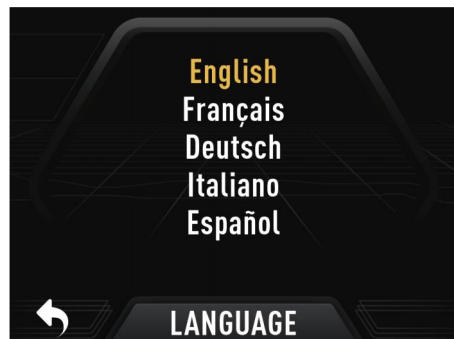 English
Français
Deutsch
Italiano
Español
LANGUAGE